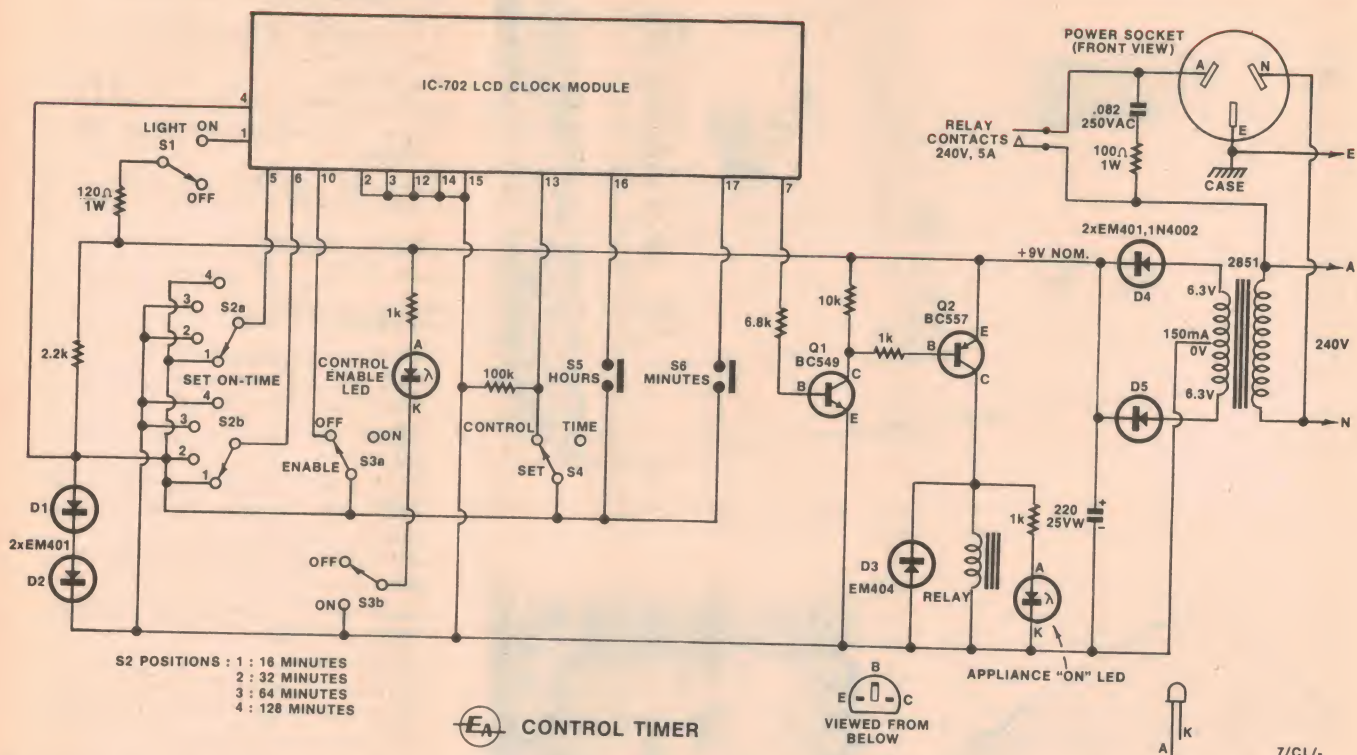 IC-702 LCD CLOCK MODULE
POWER SOCKET
(FRONT VIEW)
A
N
E
CASE
E
.082
250VAC
100Ω
1W
RELAY
CONTACTS
240V, 5A
4
1
LIGHT ON
S1
OFF
120Ω
1W
5
6
10
2
3
12
14
15
13
16
17
7
2xEM401,1N4002
+9V NOM.
D4
2851
6.3V
150mA
0V
6.3V
A
240V
N
D5
4
3
S2a
2
1
SET ON-TIME
4
3
S2b
2
1
2.2k
1k
A
CONTROL
ENABLE
LED
λ
K
OFF
ON
ENABLE
S3a
100k
CONTROL
TIME
SET
S4
S5
HOURS
S6
MINUTES
6.8k
10k
Q1
BC549
B
C
E
1k
Q2
BC557
B
E
C
D1
2xEM401
D2
OFF
S3b
ON
D3
EM404
RELAY
1k
A
λ
K
220
25VW
+
-
APPLIANCE "ON" LED
S2 POSITIONS : 1 : 16 MINUTES
2 : 32 MINUTES
3 : 64 MINUTES
4 : 128 MINUTES
EA CONTROL TIMER
B
E
C
VIEWED FROM
BELOW
K
A
7/CL/-